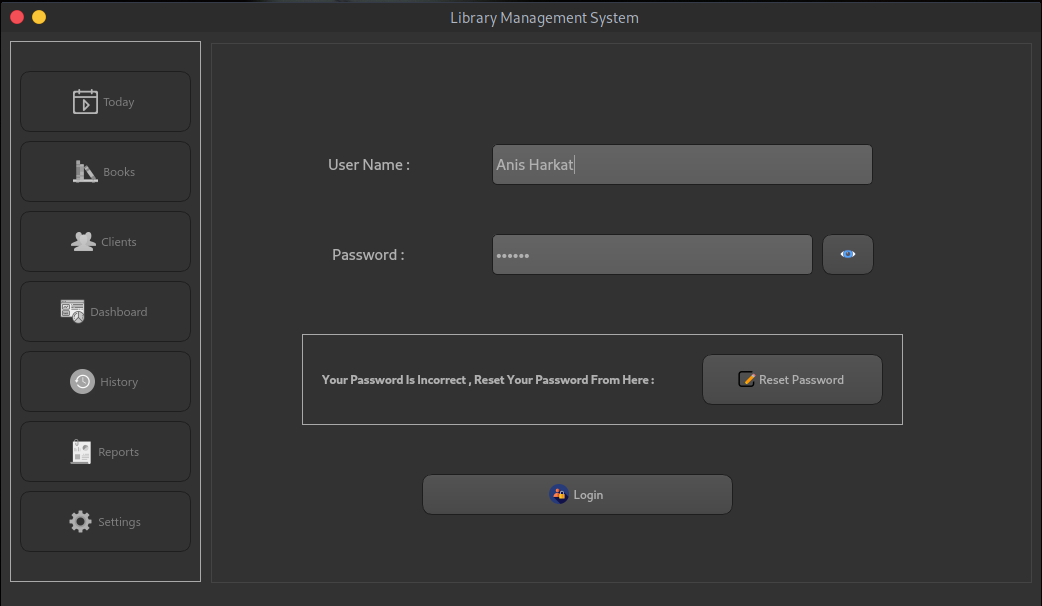 Library Management System
Today
Books
Clients
Dashboard
History
Reports
Settings
User Name :
Anis Harkat
Password :
••••••
Your Password Is Incorrect , Reset Your Password From Here :
Reset Password
Login